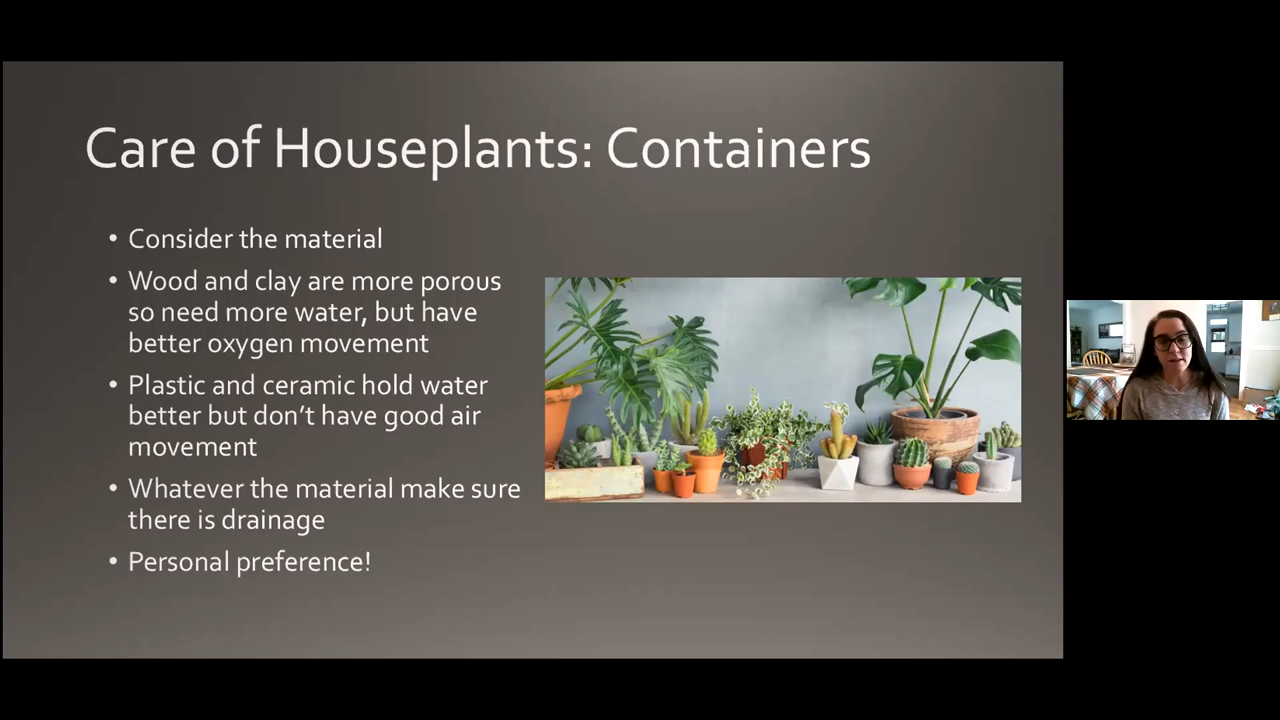 Care of Houseplants: Containers
• Consider the material
• Wood and clay are more porous
so need more water, but have
better oxygen movement
• Plastic and ceramic hold water
better but don't have good air
movement
• Whatever the material make sure
there is drainage
• Personal preference!